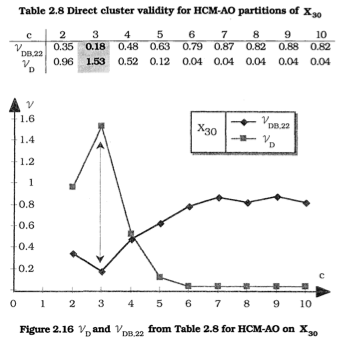 Table 2.8 Direct cluster validity for HCM-AO partitions of X30
c 2 3 4 5 6 7 8 9 10
𝒱DB,22 0.35 0.18 0.48 0.63 0.79 0.87 0.82 0.88 0.82
𝒱D 0.96 1.53 0.52 0.12 0.04 0.04 0.04 0.04 0.04
𝒱
1.6
1.4
1.2
1
0.8
0.6
0.4
0.2
X30
𝒱DB,22
𝒱D
c
0 1 2 3 4 5 6 7 8 9 10
Figure 2.16 𝒱D and 𝒱DB,22 from Table 2.8 for HCM-AO on X30